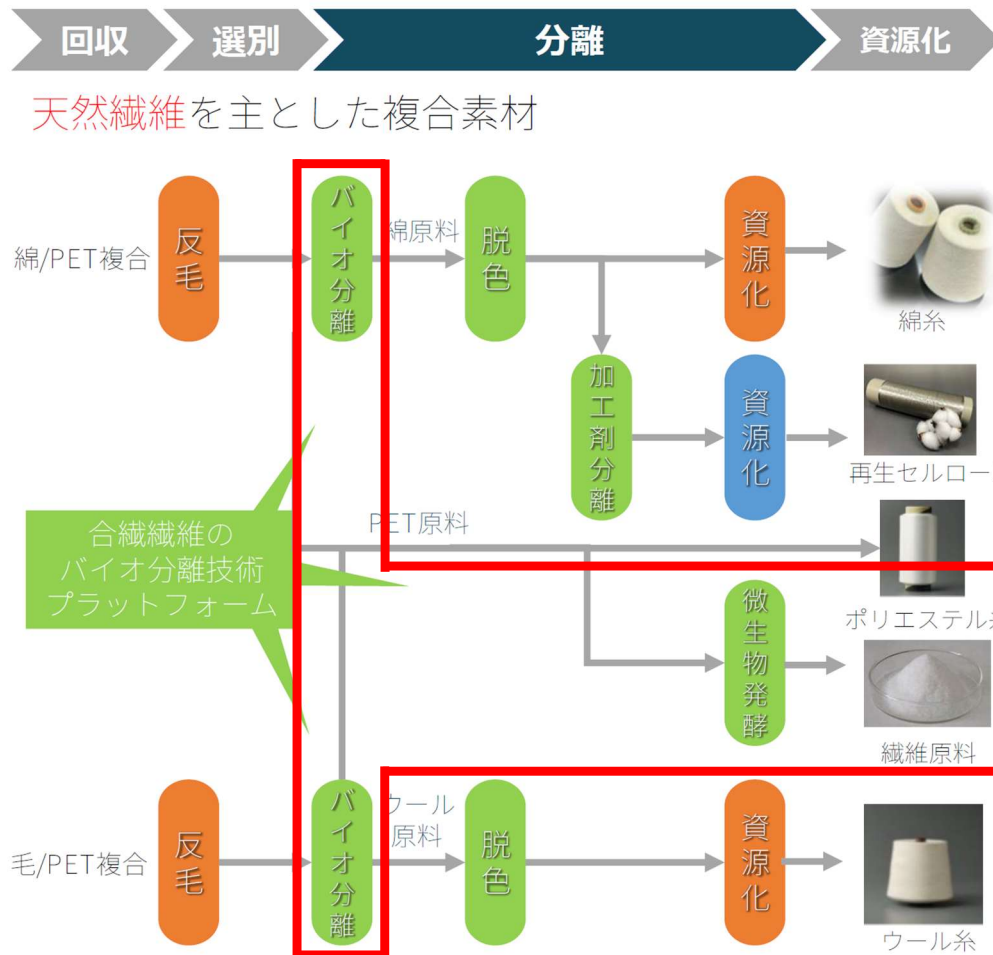 回収
選別
分離
資源化
天然繊維を主とした複合素材
綿/PET複合
反毛
バイオ分離
綿原料
脱色
資源化
綿糸
加工剤分離
資源化
再生セルロー
合繊繊維の
バイオ分離技術
プラットフォーム
PET原料
ポリエステル糸
微生物発酵
繊維原料
毛/PET複合
反毛
バイオ分離
ウール
原料
脱色
資源化
ウール糸